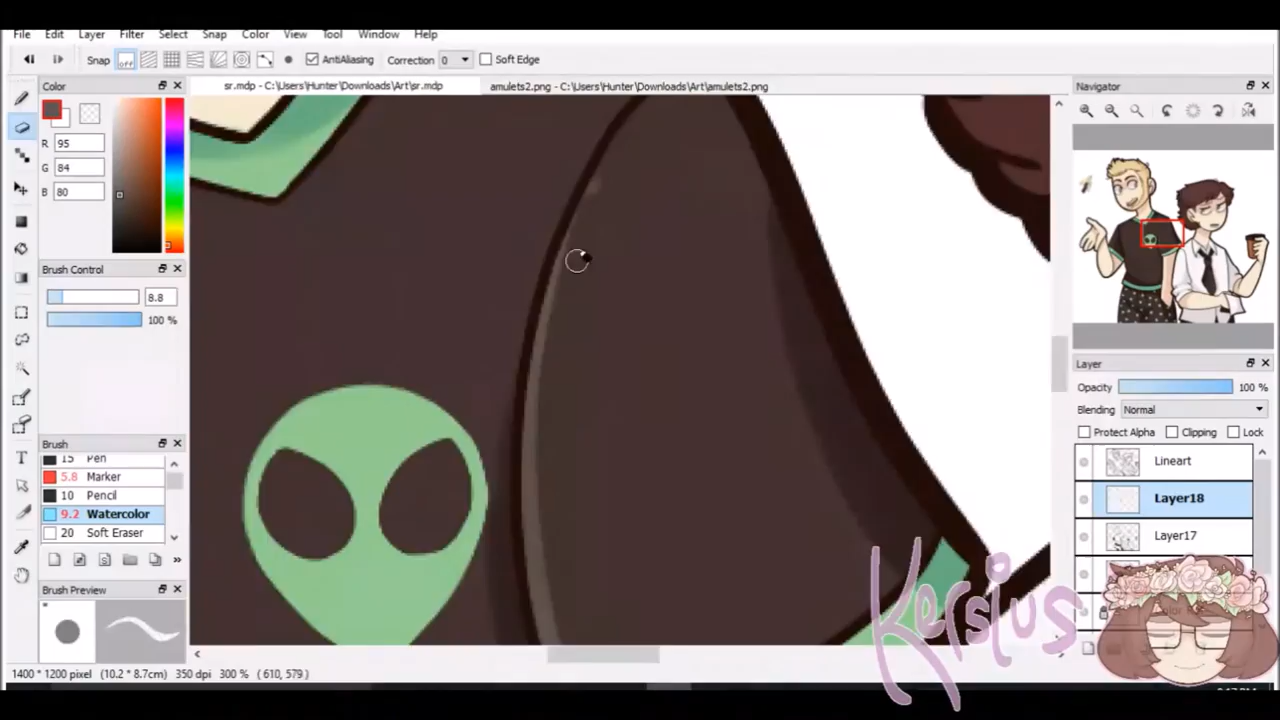 File Edit Layer Filter Select Snap Color Tool Window Help
Snap off AntiAliasing Correction 0 Soft Edge
Color
sr.mdp - C:\Users\Hunter\Downloads\Art\sr.mdp
amulets2.png - C:\Users\Hunter\Downloads\Art\amulets2.png
Navigator
R 95
G 84
B 80
Brush Control
8.8
100 %
Layer
Opacity 100 %
Blending Normal
Protect Alpha Clipping Lock
Brush
15 Pen
5.8 Marker
10 Pencil
9.2 Watercolor
20 Soft Eraser
Lineart
Layer18
Layer17
Brush Preview
Kersius
1400 * 1200 pixel (10.2 * 8.7cm) 350 dpi 300 % ( 610, 579 )